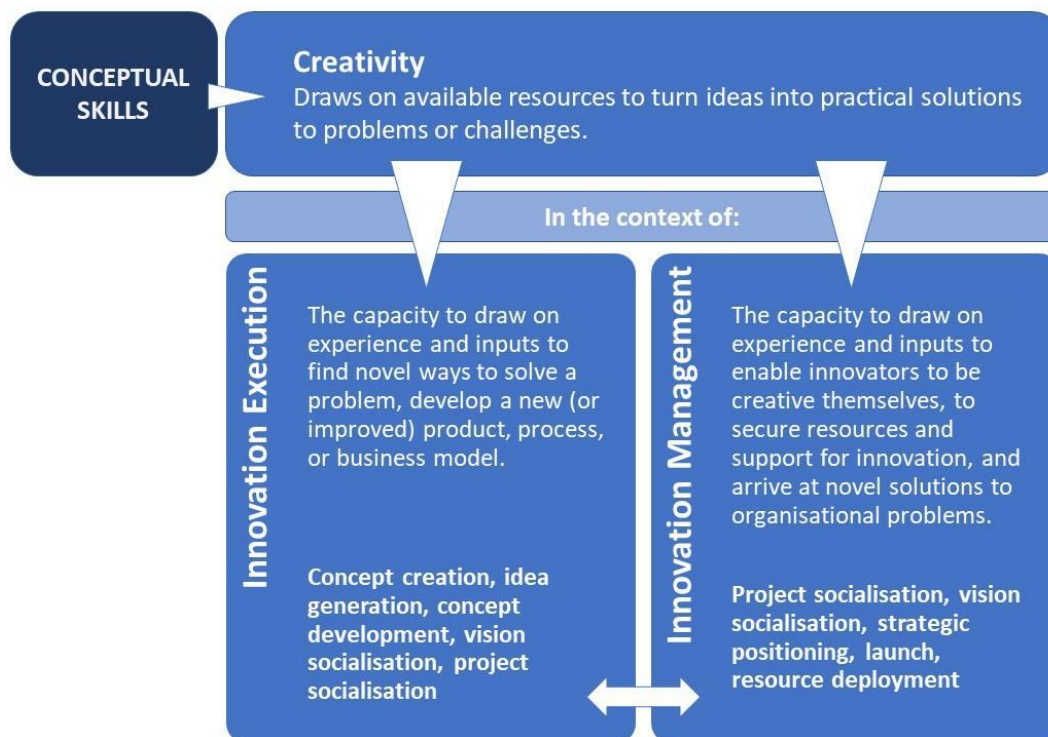 CONCEPTUAL
SKILLS
Creativity
Draws on available resources to turn ideas into practical solutions
to problems or challenges.
In the context of:
Innovation Execution
The capacity to draw on
experience and inputs to
find novel ways to solve a
problem, develop a new (or
improved) product, process,
or business model.
Concept creation, idea
generation, concept
development, vision
socialisation, project
socialisation
Innovation Management
The capacity to draw on
experience and inputs to
enable innovators to be
creative themselves, to
secure resources and
support for innovation, and
arrive at novel solutions to
organisational problems.
Project socialisation, vision
socialisation, strategic
positioning, launch,
resource deployment